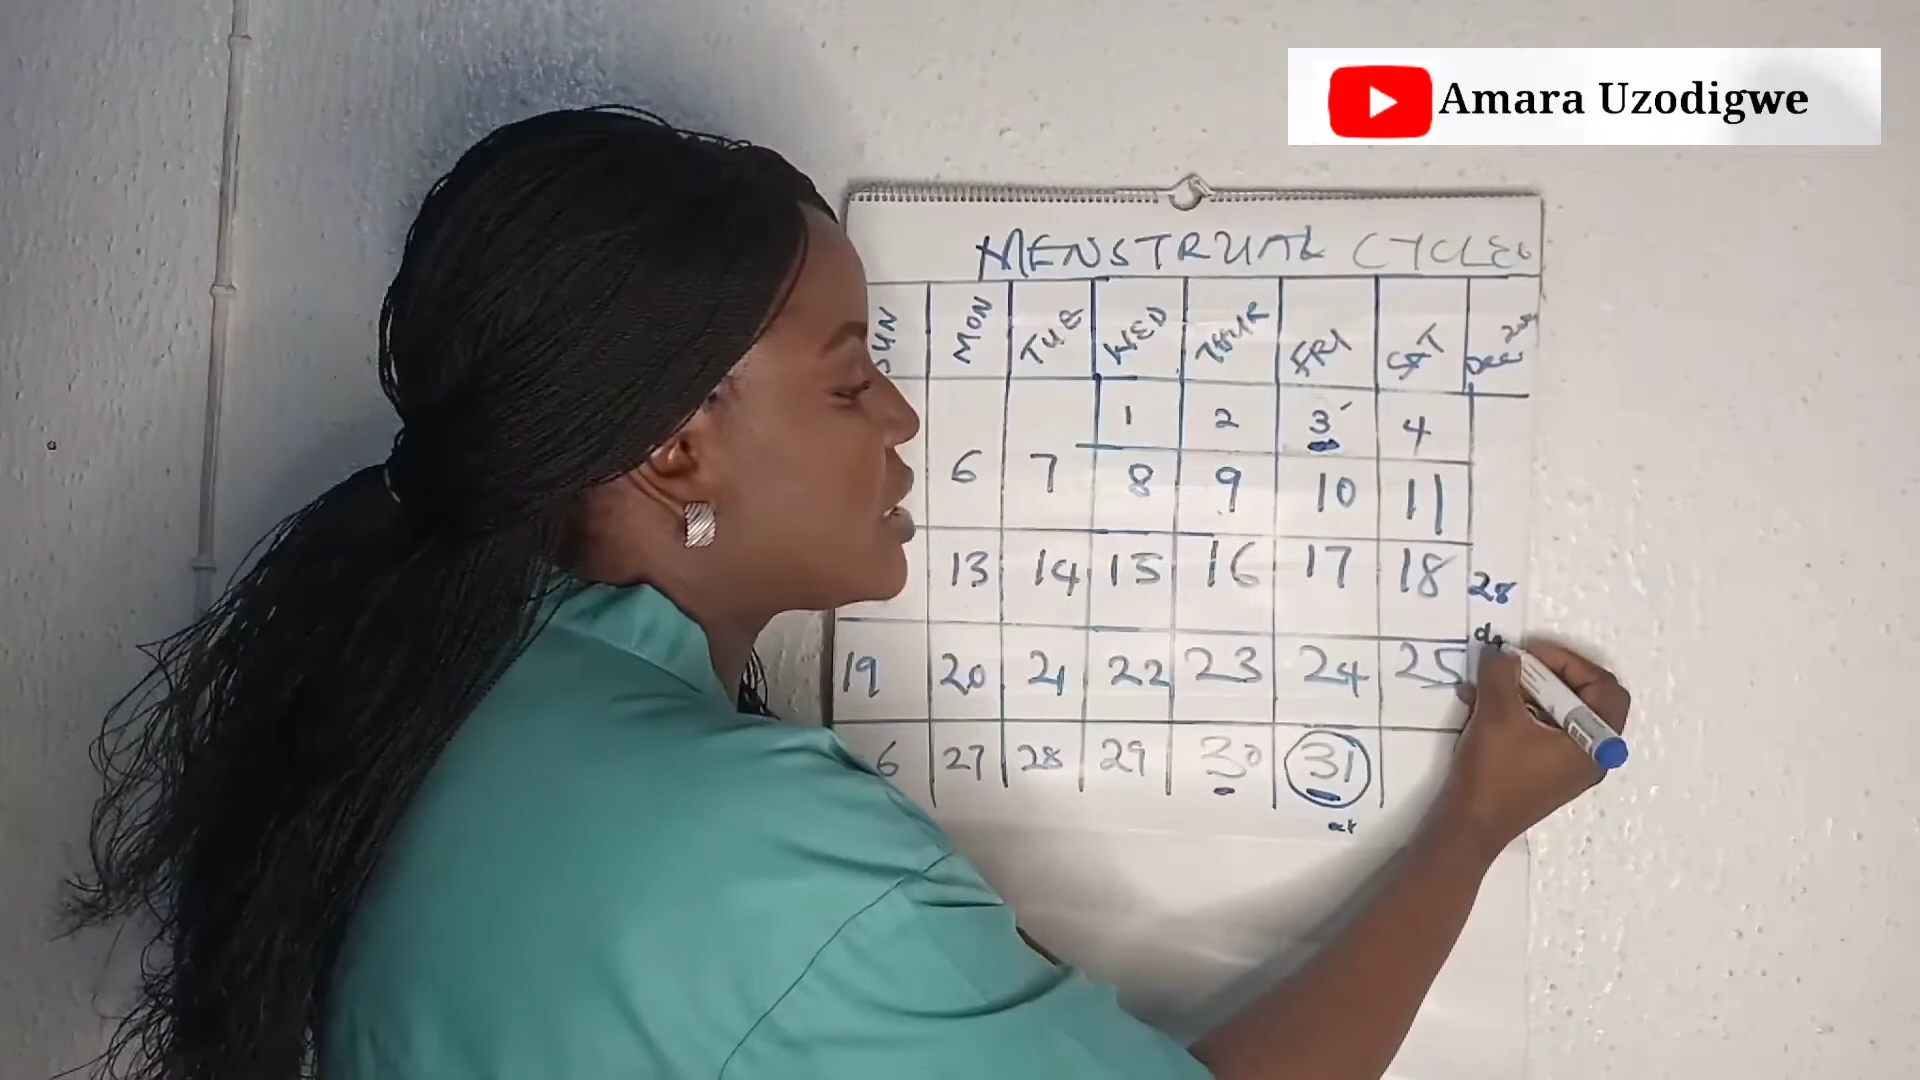 Amara Uzodigwe
MENSTRUAL CYCLE
SUN MON TUE WED THUR FRI SAT
1 2 3 4
6 7 8 9 10 11
13 14 15 16 17 18
28
19 20 21 22 23 24 25
6 27 28 29 30 31